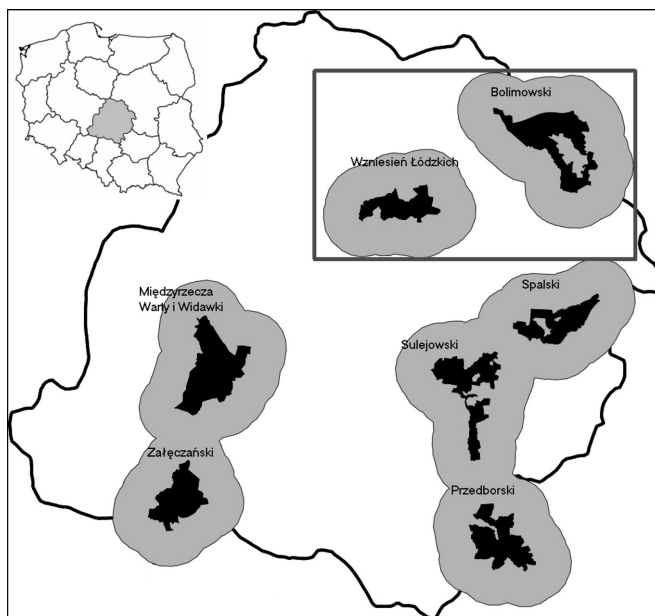 Bolimowski
Wzniesień Łódzkich
Spalski
Międzyrzecza
Warty i Widawki
Sulejowski
Załęczański
Przedborski